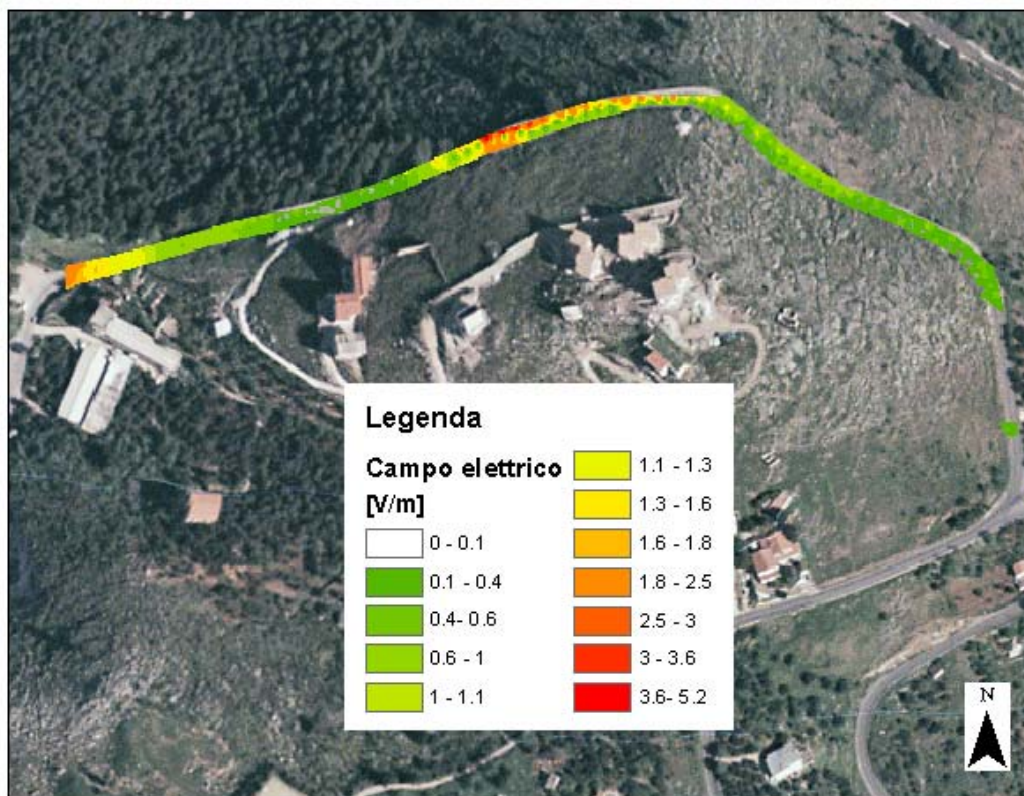 Legenda
Campo elettrico
[V/m]
0 - 0.1
0.1 - 0.4
0.4- 0.6
0.6 - 1
1 - 1.1
1.1 - 1.3
1.3 - 1.6
1.6 - 1.8
1.8 - 2.5
2.5 - 3
3 - 3.6
3.6- 5.2
N